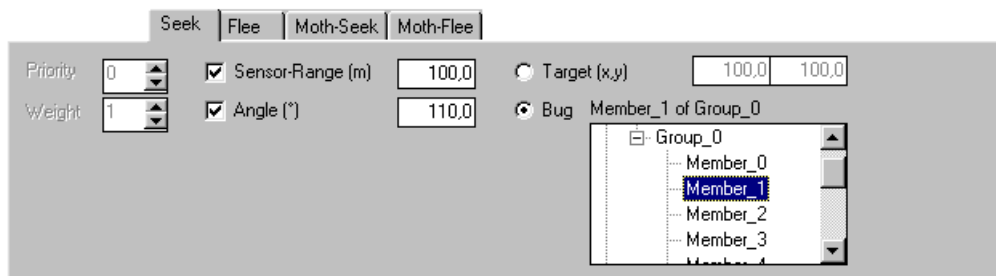 Seek Flee Moth-Seek Moth-Flee
Priority 0 Sensor-Range (m) 100,0 Target (x,y) 100,0 100,0
Weight 1 Angle (°) 110,0 Bug Member_1 of Group_0
Group_0
Member_0
Member_1
Member_2
Member_3
Member_4